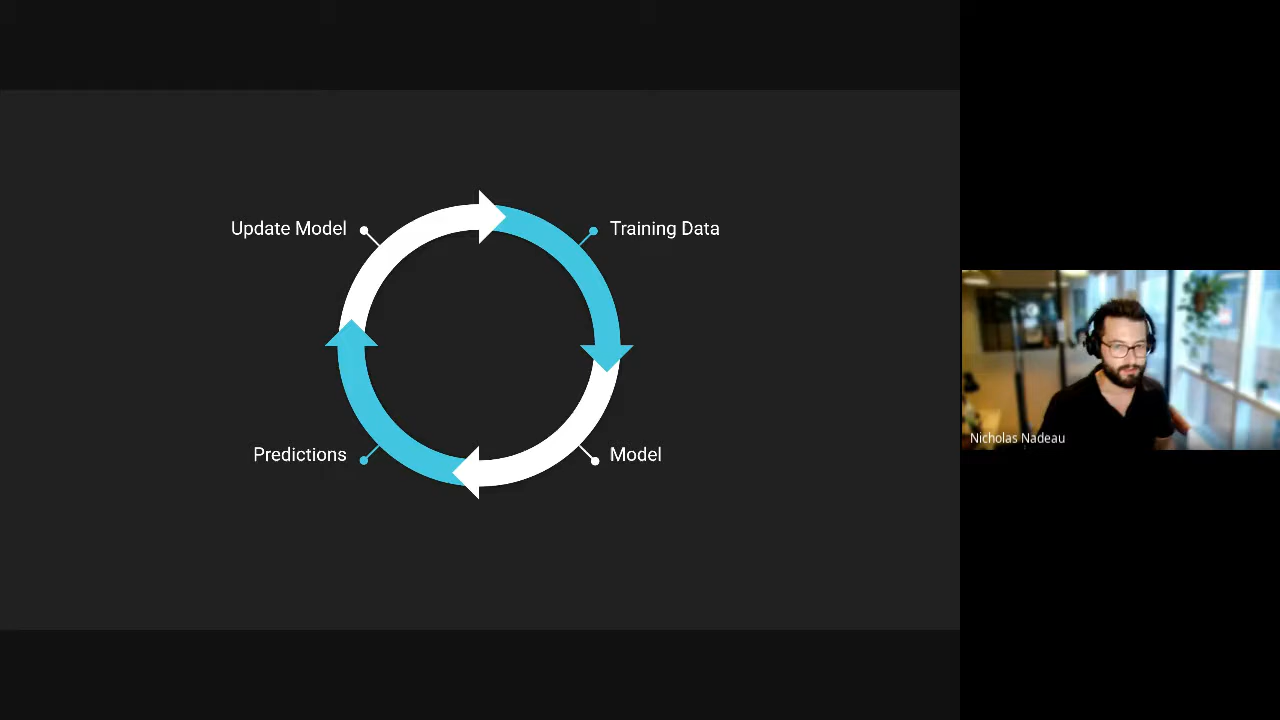 Update Model
Training Data
Predictions
Model
Nicholas Nadeau